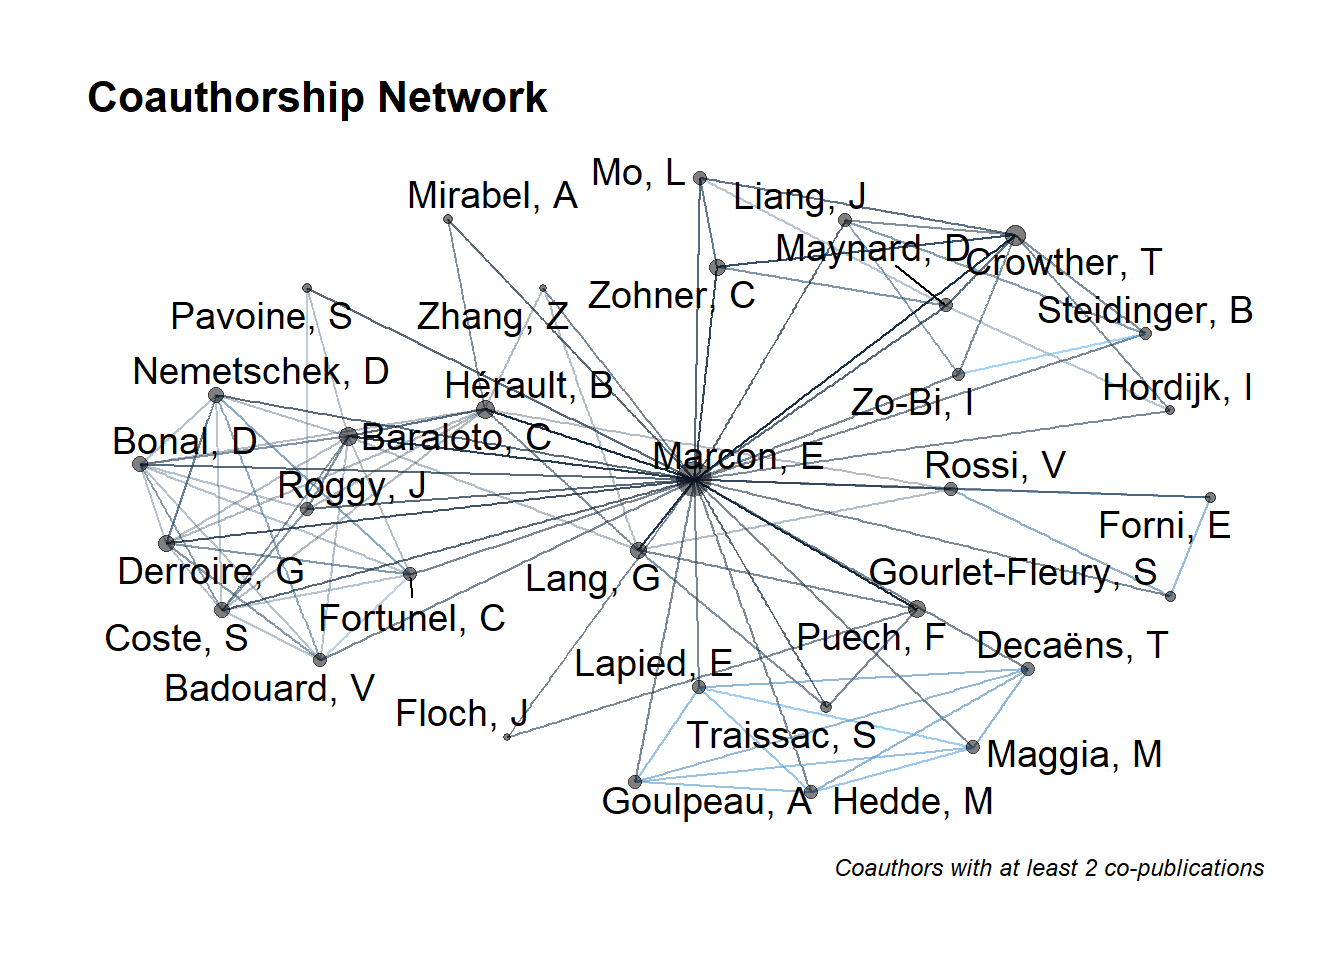 Coauthorship Network
Mo, L
Mirabel, A
Liang, J
Maynard, D
Crowther, T
Zohner, C
Pavoine, S
Zhang, Z
Steidinger, B
Nemetschek, D
Hérault, B
Zo-Bi, I
Hordijk, I
Bonal, D
Baraloto, C
Marcon, E
Rossi, V
Roggy, J
Forni, E
Derroire, G
Lang, G
Gourlet-Fleury, S
Fortunel, C
Coste, S
Puech, F
Decaëns, T
Lapied, E
Badouard, V
Floch, J
Traissac, S
Maggia, M
Goulpeau, A
Hedde, M
Coauthors with at least 2 co-publications